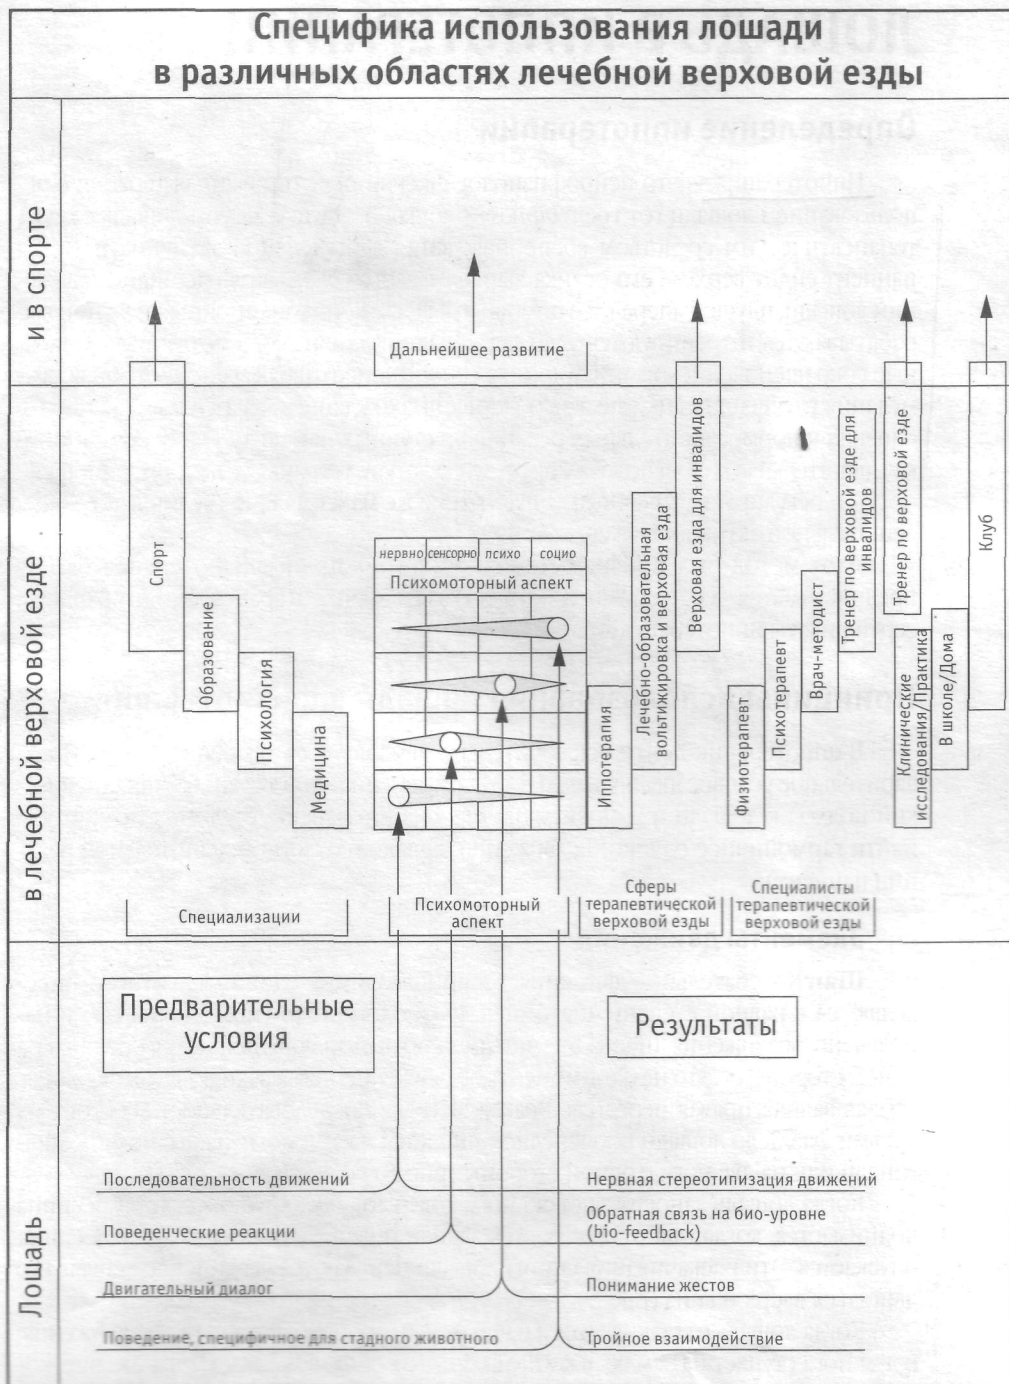 Специфика использования лошади
в различных областях лечебной верховой езды
и в спорте
Дальнейшее развитие
в лечебной верховой езде
Спорт
Образование
Психология
Медицина
нервно
сенсорно
психо
социо
Психомоторный аспект
Иппотерапия
Лечебно-образовательная
вольтижировка и верховая езда
Верховая езда для инвалидов
Физиотерапевт
Психотерапевт
Врач-методист
Тренер по верховой езде для
инвалидов
Тренер по верховой езде
Клинические
исследования/Практика
В школе/Дома
Клуб
Специализации
Психомоторный
аспект
Сферы
терапевтической
верховой езды
Специалисты
терапевтической
верховой езды
Лошадь
Предварительные
условия
Результаты
Последовательность движений
Нервная стереотипизация движений
Поведенческие реакции
Обратная связь на био-уровне
(bio-feedback)
Двигательный диалог
Понимание жестов
Поведение, специфичное для стадного животного
Тройное взаимодействие